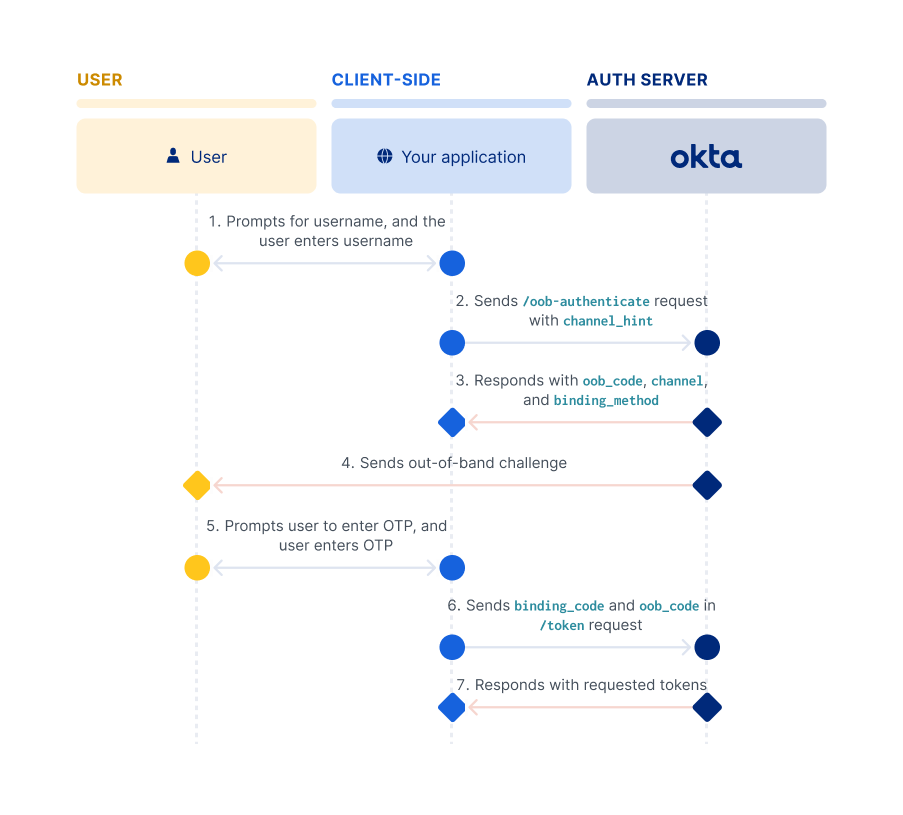 USER
CLIENT-SIDE
AUTH SERVER
User
Your application
okta
1. Prompts for username, and the
user enters username
2. Sends /oob-authenticate request
with channel_hint
3. Responds with oob_code, channel,
and binding_method
4. Sends out-of-band challenge
5. Prompts user to enter OTP, and
user enters OTP
6. Sends binding_code and oob_code in
/token request
7. Responds with requested tokens